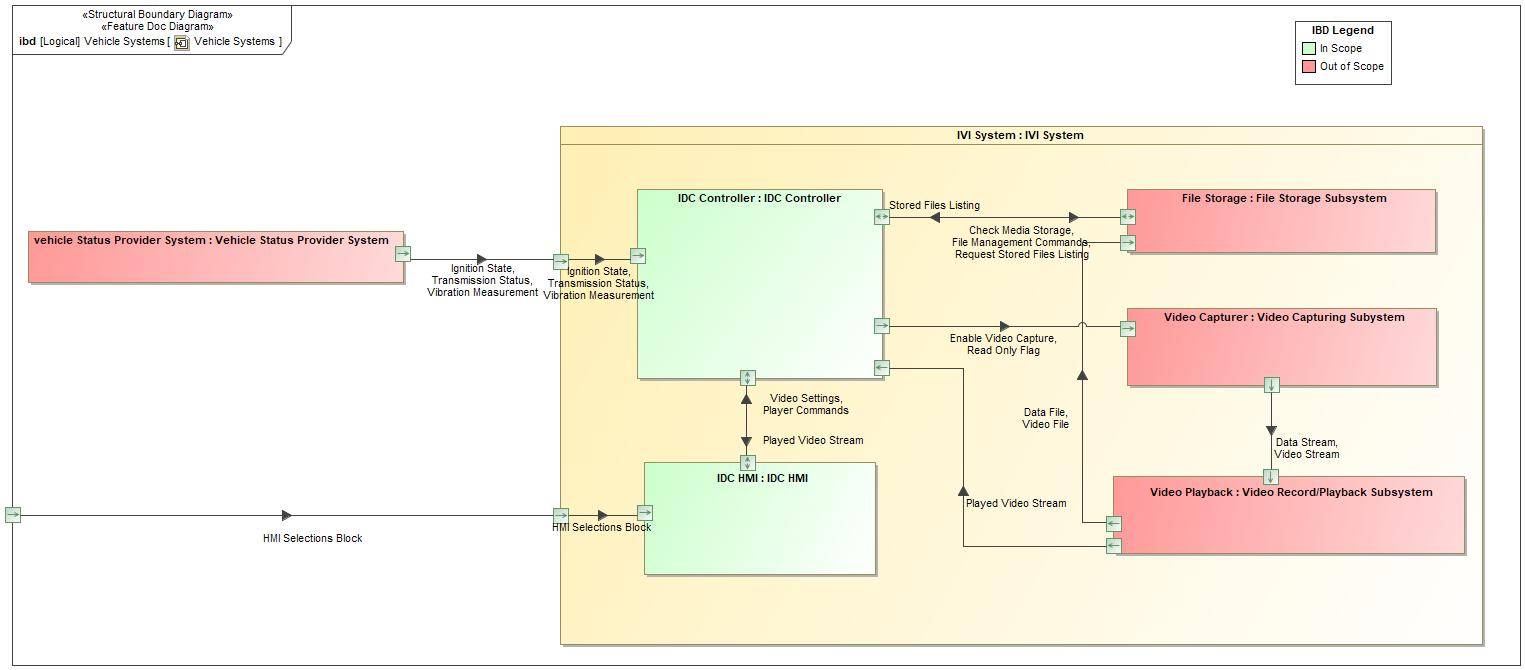 «Structural Boundary Diagram»
«Feature Doc Diagram»
ibd [Logical] Vehicle Systems [ Vehicle Systems ]
IBD Legend
In Scope
Out of Scope
IVI System : IVI System
IDC Controller : IDC Controller
File Storage : File Storage Subsystem
Stored Files Listing
Check Media Storage,
File Management Commands,
Request Stored Files Listing
vehicle Status Provider System : Vehicle Status Provider System
Ignition State,
Transmission Status,
Vibration Measurement
Ignition State,
Transmission Status,
Vibration Measurement
Video Capturer : Video Capturing Subystem
Enable Video Capture,
Read Only Flag
Video Settings,
Player Commands
Played Video Stream
Data File,
Video File
Data Stream,
Video Stream
IDC HMI : IDC HMI
Video Playback : Video Record/Playback Subsystem
Played Video Stream
HMI Selections Block
HMI Selections Block